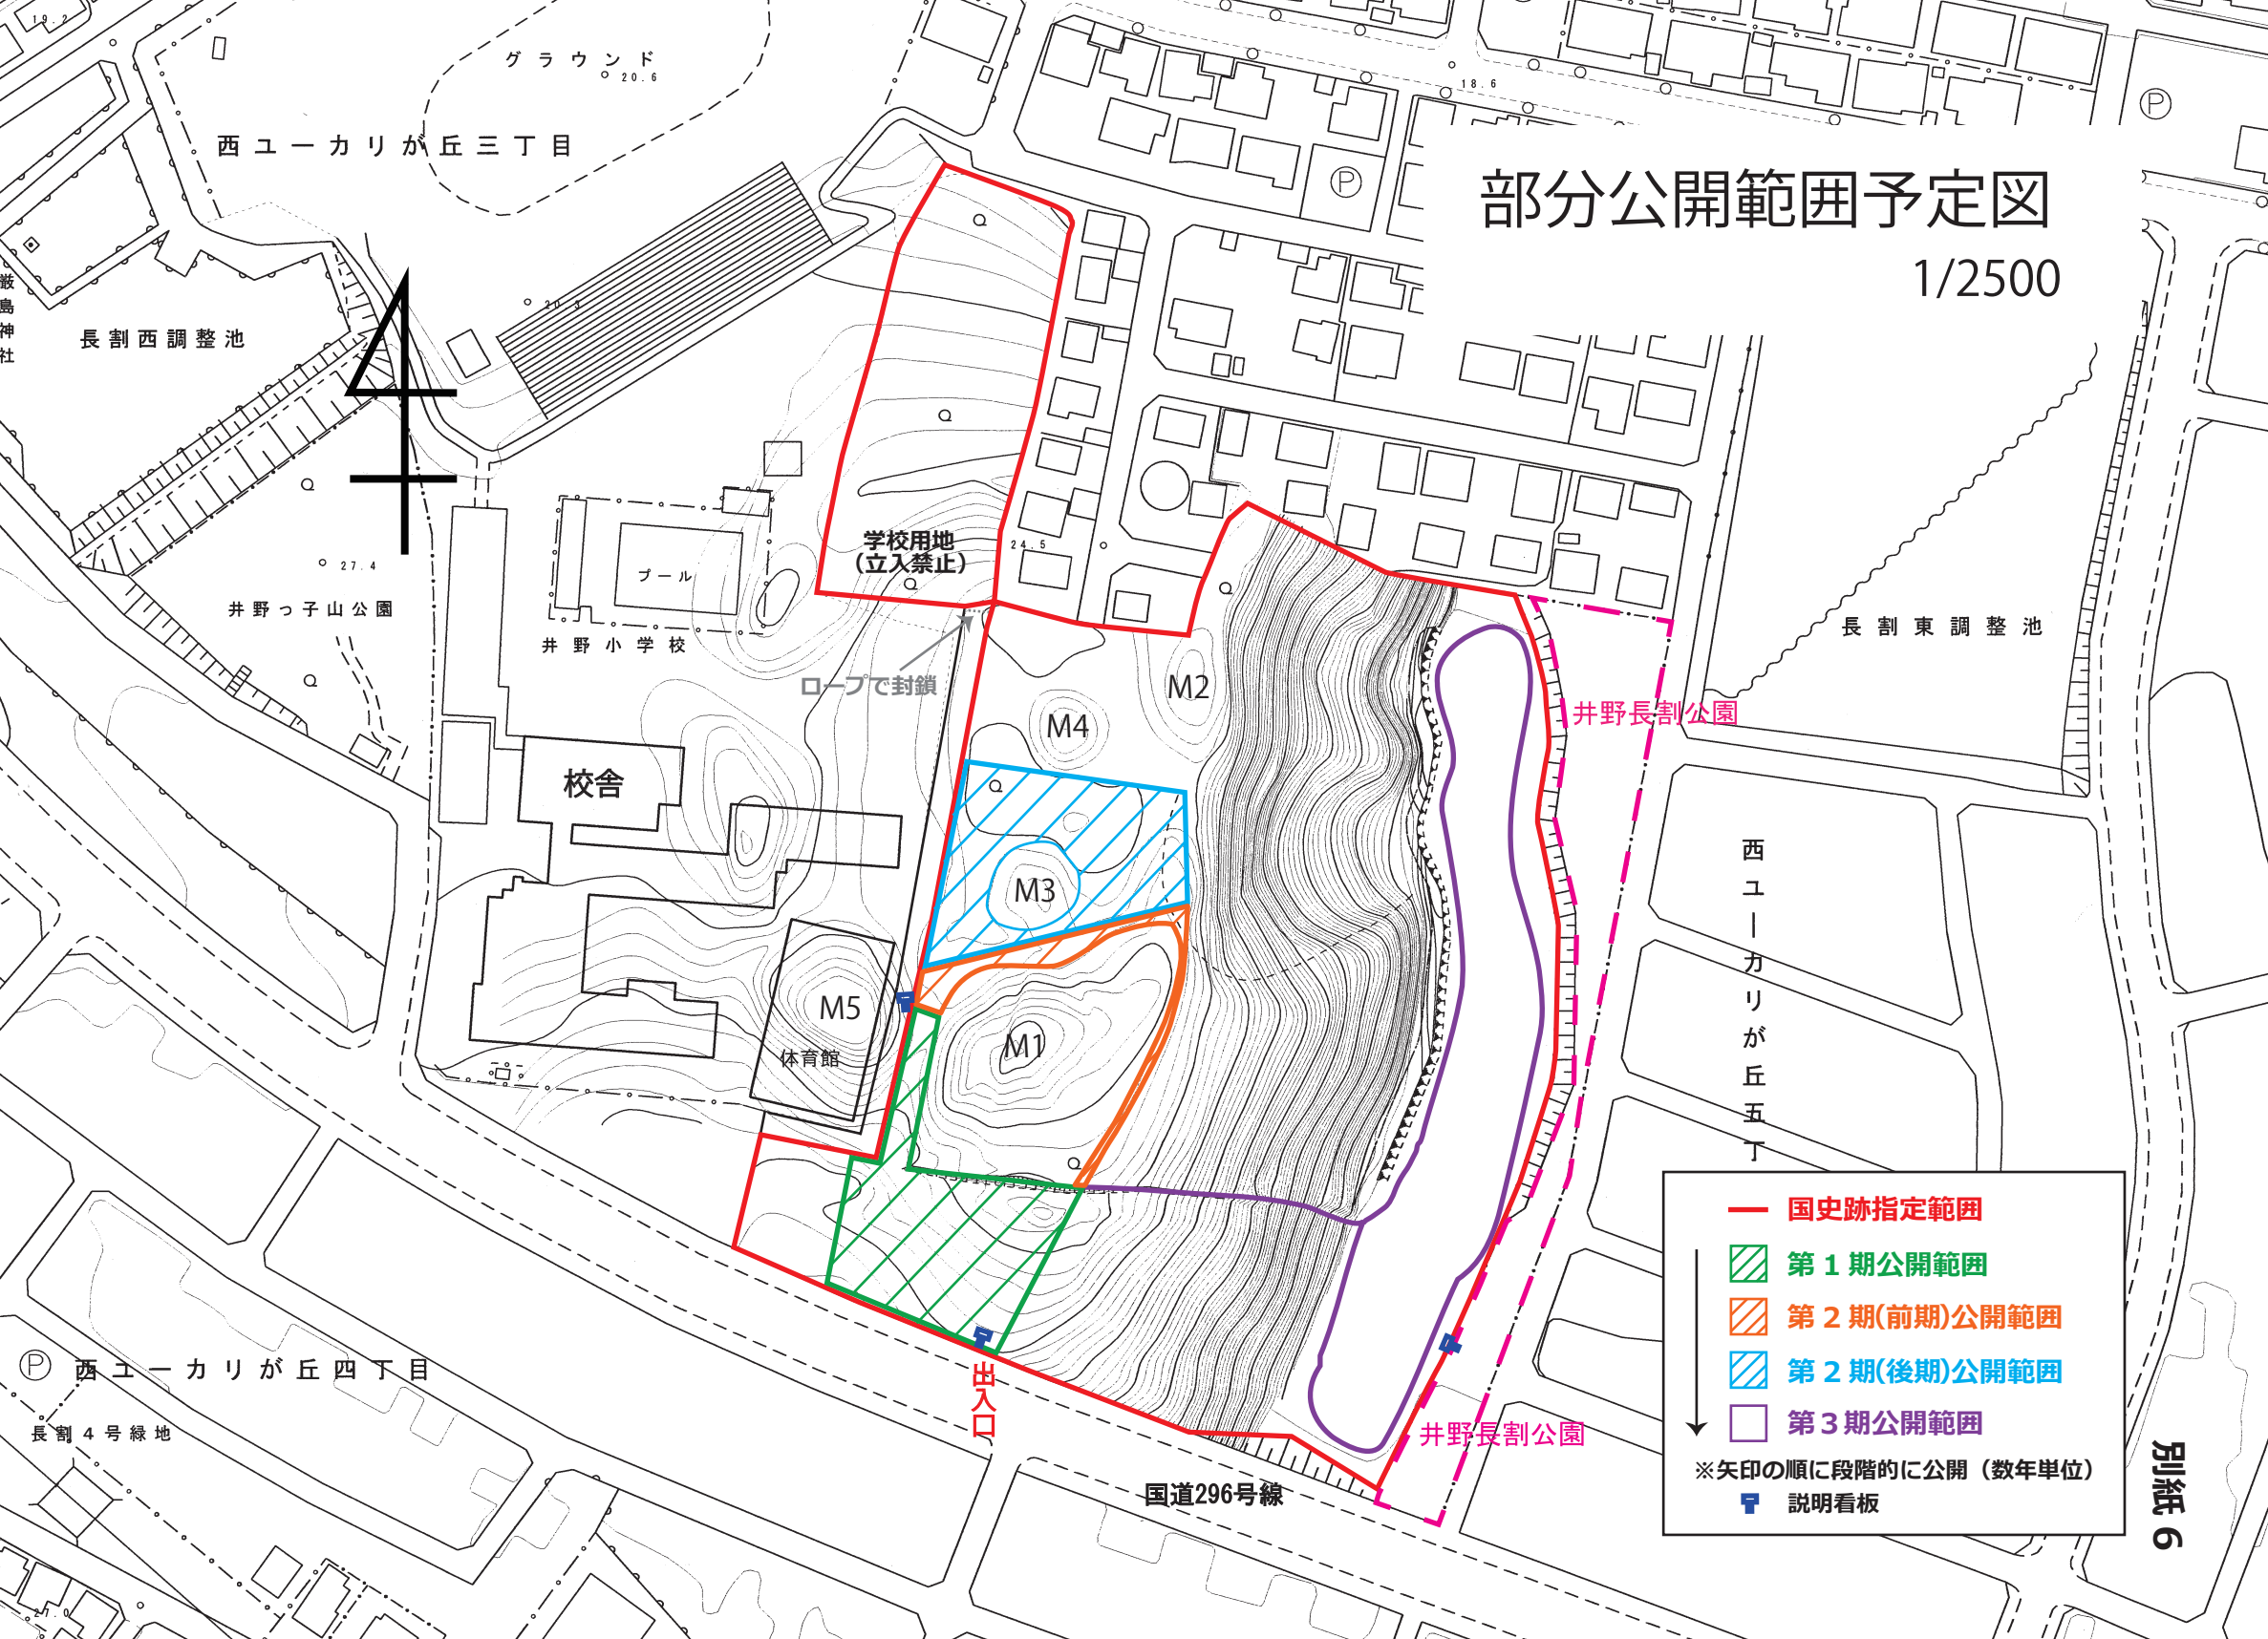 19.2
グラウンド
20.6
18.6
P
西ユーカリが丘三丁目
部分公開範囲予定図
P
1/2500
厳島神社
20.3
長割西調整池
学校用地
(立入禁止)
24.5
27.4
プール
井野っ子山公園
井野小学校
長割東調整池
ロープで封鎖
M2
井野長割公園
M4
校舎
西ユーカリが丘五丁
M3
M5
M1
体育館
国史跡指定範囲
第1期公開範囲
第2期(前期)公開範囲
第2期(後期)公開範囲
第3期公開範囲
※矢印の順に段階的に公開（数年単位）
説明看板
P
西ユーカリが丘四丁目
出入口
長割4号緑地
井野長割公園
国道296号線
別紙6
27.0